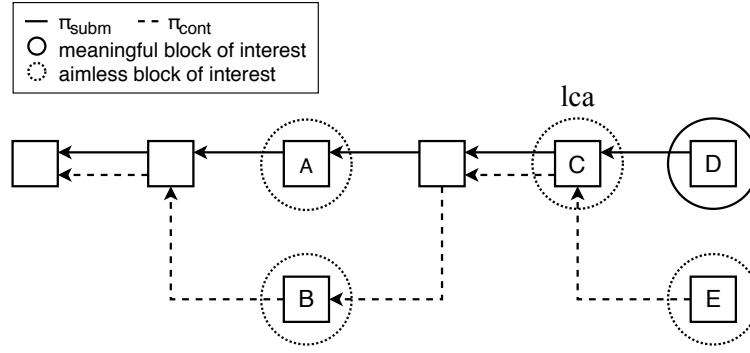 π_subm π_cont
meaningful block of interest
aimless block of interest
lca
A C D
B E